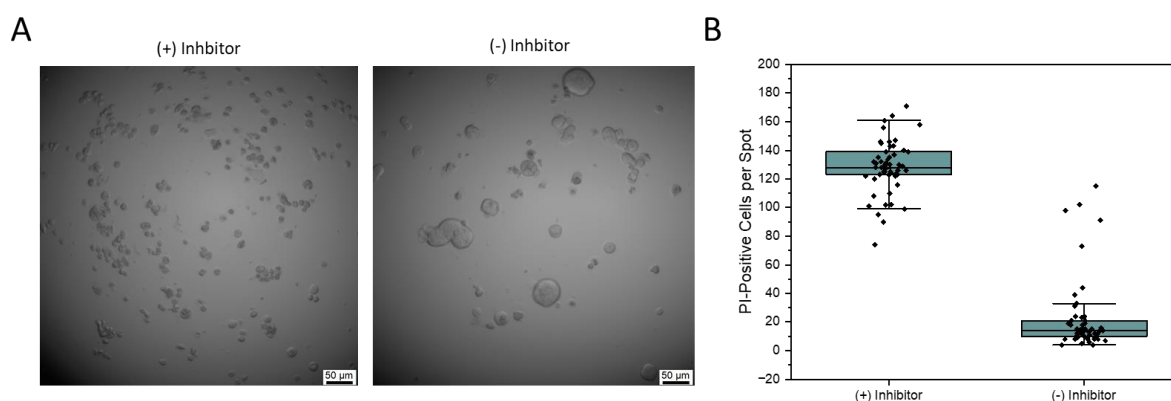 A
(+) Inhbitor
(-) Inhbitor
50 µm
50 µm
B
PI-Positive Cells per Spot
200
180
160
140
120
100
80
60
40
20
0
−20
(+) Inhibitor
(-) Inhibitor